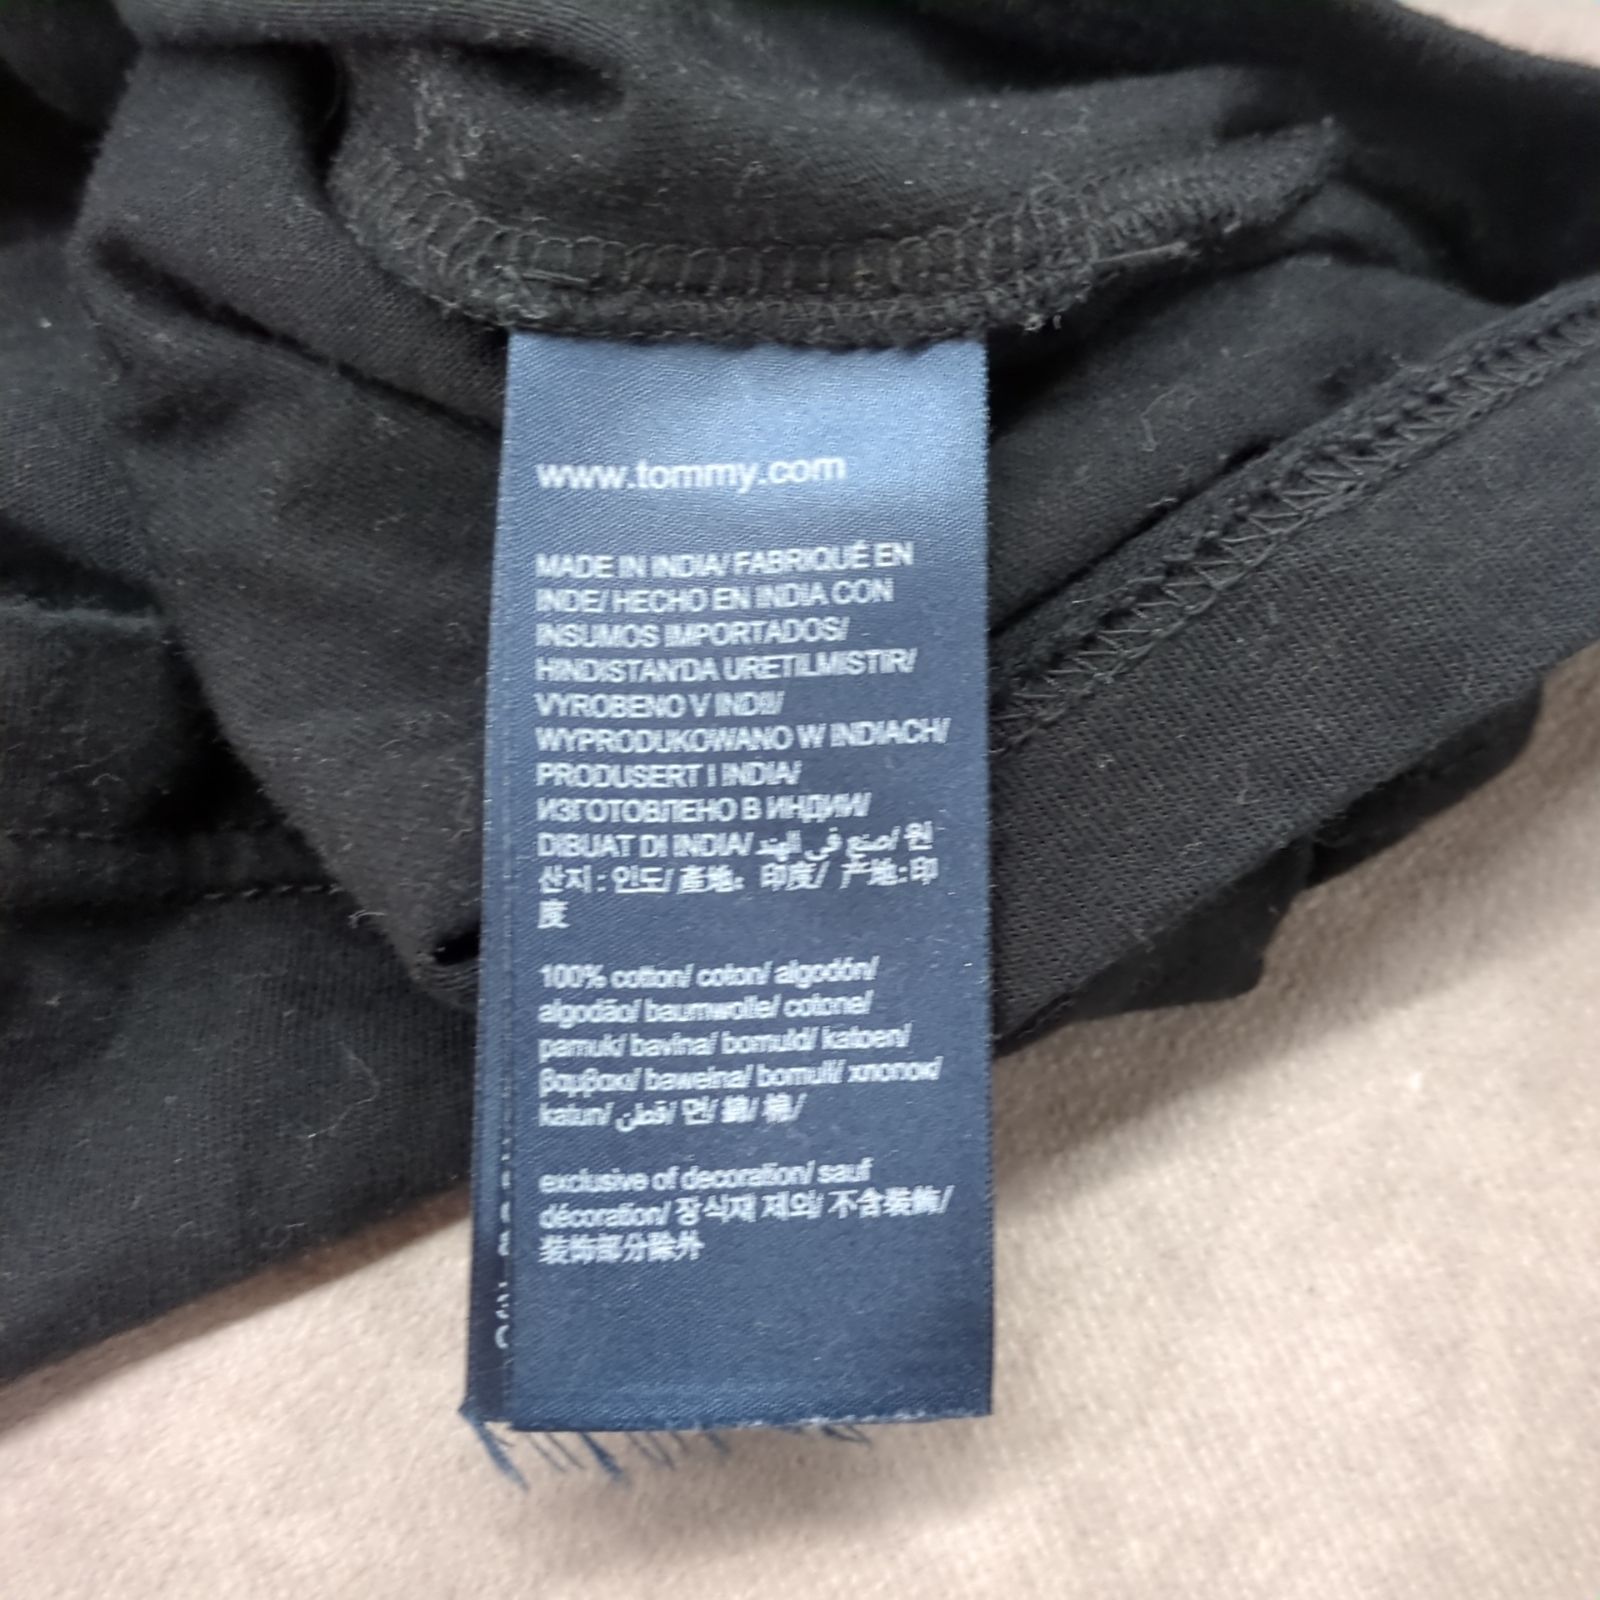 www.tommy.com
MADE IN INDIA/ FABRIQUÉ EN
INDE/ HECHO EN INDIA CON
INSUMOS IMPORTADOS/
HINDISTAN'DA URETILMISTIR/
VYROBENO V INDII/
WYPRODUKOWANO W INDIACH/
PRODUSERT I INDIA/
ИЗГОТОВЛЕНО В ИНДИИ/
DIBUAT DI INDIA/ صنع في الهند/ 원
산지 : 인도/ 產地: 印度/ 产地:印
度
100% cotton/ coton/ algodón/
algodão/ baumwolle/ cotone/
pamuk/ bavlna/ bomuld/ katoen/
βαμβακι/ bawełna/ bomull/ хлопок/
katun/ قطن/ 면/ 綿/ 棉/
exclusive of decoration/ sauf
décoration/ 장식재 제외/ 不含裝飾/
装饰部分除外